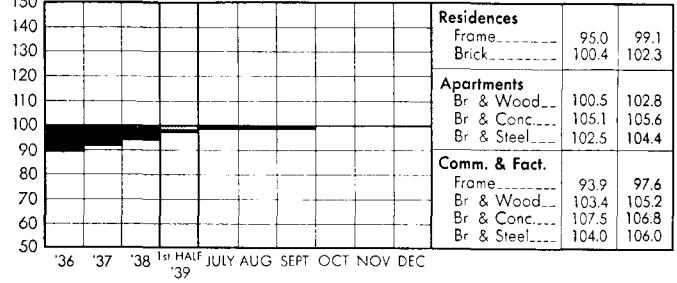 150
140
130
120
110
100
90
80
70
60
50
'36 '37 '38 1st HALF '39 JULY AUG SEPT OCT NOV DEC
Residences
Frame 95.0 99.1
Brick 100.4 102.3
Apartments
Br & Wood 100.5 102.8
Br & Conc. 105.1 105.6
Br & Steel 102.5 104.4
Comm. & Fact.
Frame 93.9 97.6
Br & Wood 103.4 105.2
Br & Conc. 107.5 106.8
Br & Steel 104.0 106.0